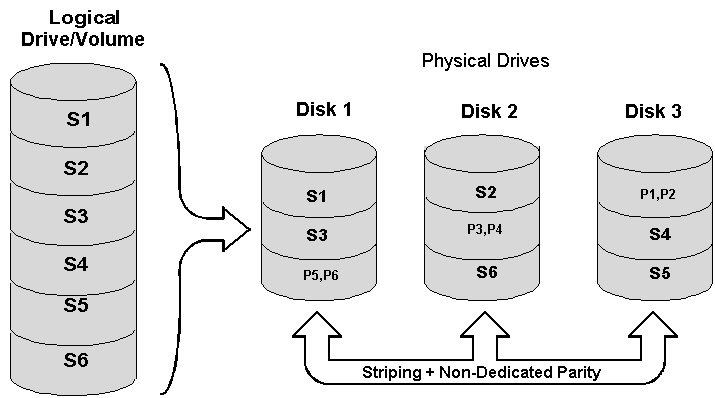 Logical
Drive/Volume
S1
S2
S3
S4
S5
S6
Physical Drives
Disk 1
S1
S3
P5,P6
Disk 2
S2
P3,P4
S6
Disk 3
P1,P2
S4
S5
Striping + Non-Dedicated Parity